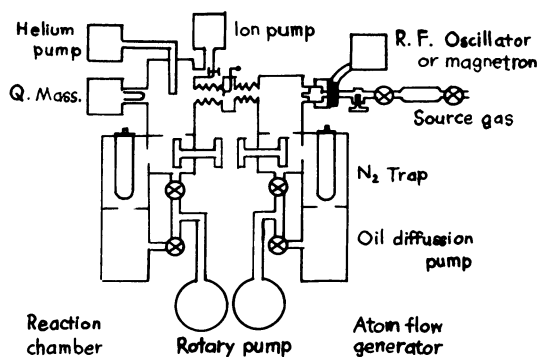 Helium
pump
Ion pump
R. F. Oscillator
or magnetron
Q. Mass.
Source gas
N₂ Trap
Oil diffussion
pump
Reaction
chamber
Rotary pump
Atom flow
generator